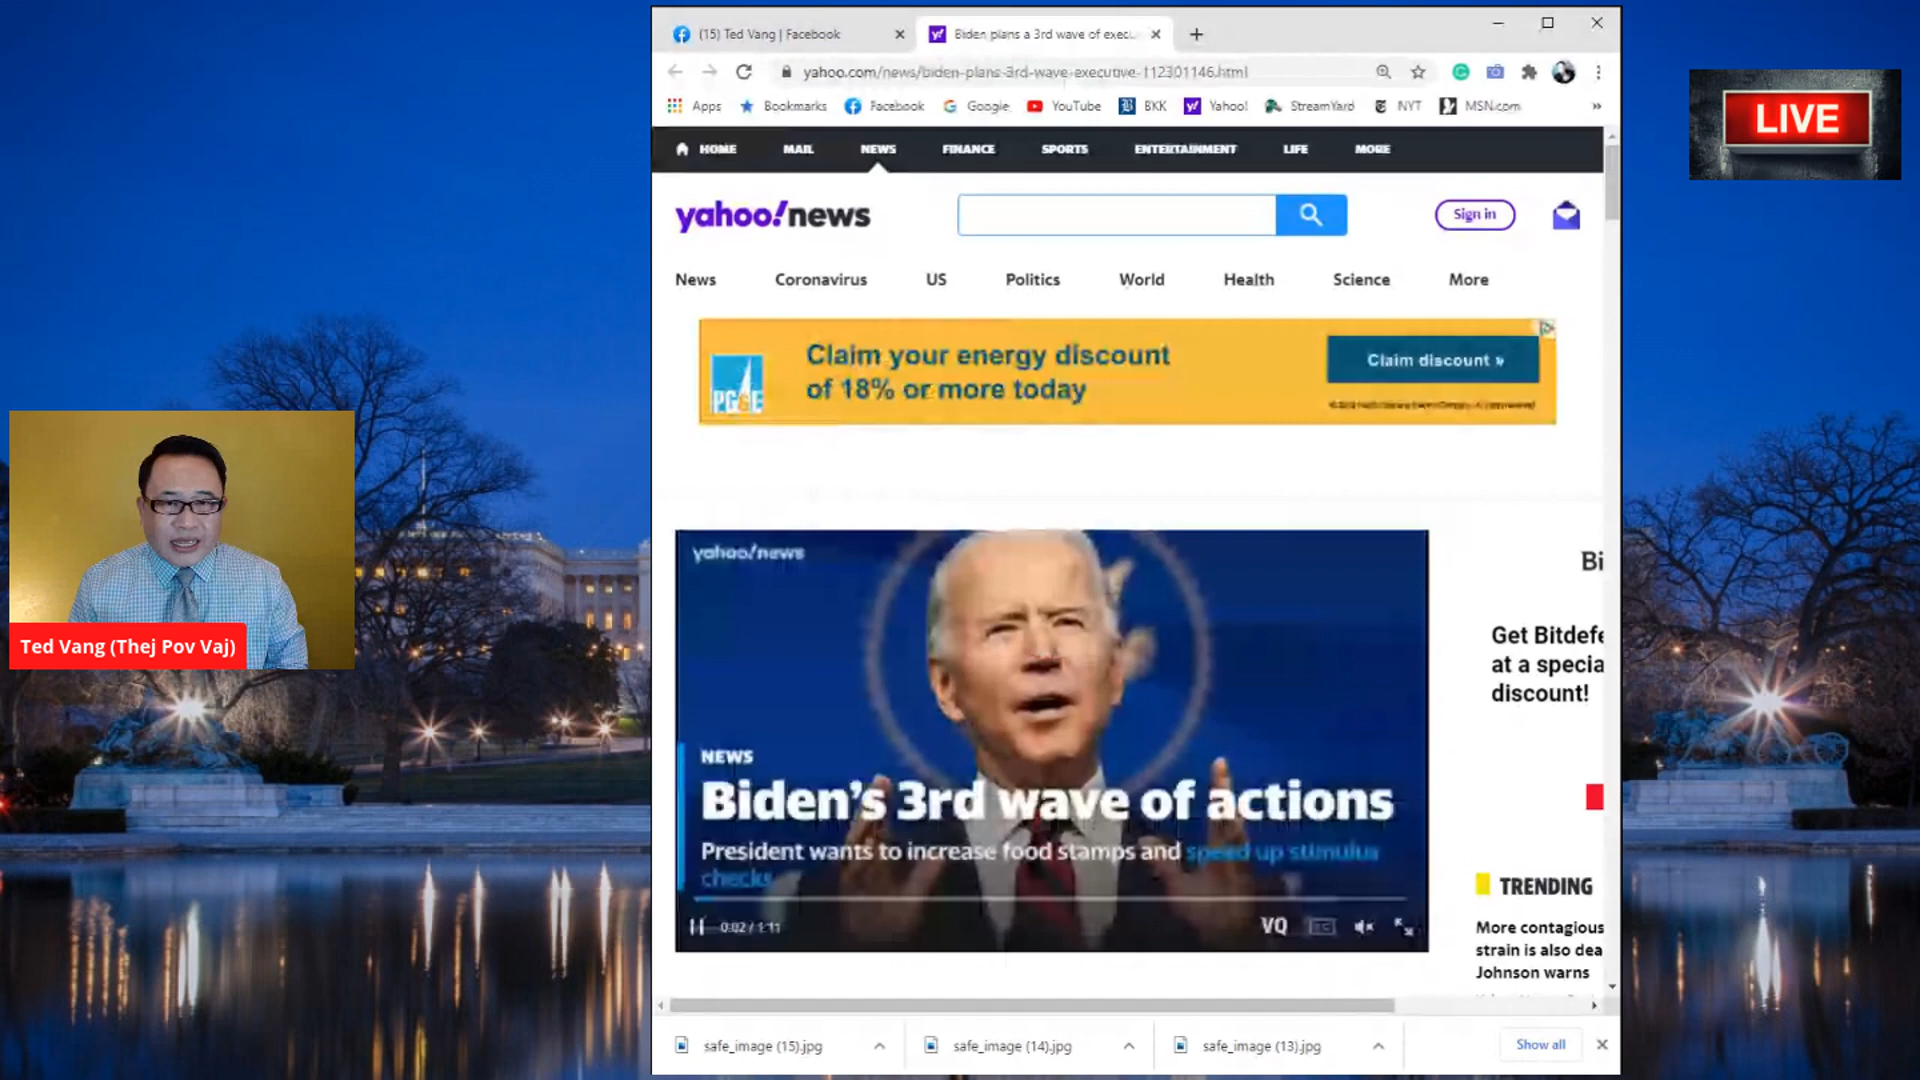 (15) Ted Vang | Facebook
Biden plans a 3rd wave of execu
yahoo.com/news/biden-plans-3rd-wave-executive-112301146.html
Apps Bookmarks Facebook Google YouTube BKK Yahoo! StreamYard NYT MSN.com »
HOME MAIL NEWS FINANCE SPORTS ENTERTAINMENT LIFE MORE
LIVE
yahoo!news
Sign in
News Coronavirus US Politics World Health Science More
PG&E
Claim your energy discount
of 18% or more today
Claim discount »
yahoo!news
Bi
Get Bitdefe
at a specia
discount!
Ted Vang (Thej Pov Vaj)
NEWS
Biden's 3rd wave of actions
President wants to increase food stamps and speed up stimulus
checks
0:02 / 1:11
VQ
TRENDING
More contagious
strain is also dea
Johnson warns
safe_image (15).jpg
safe_image (14).jpg
safe_image (13).jpg
Show all